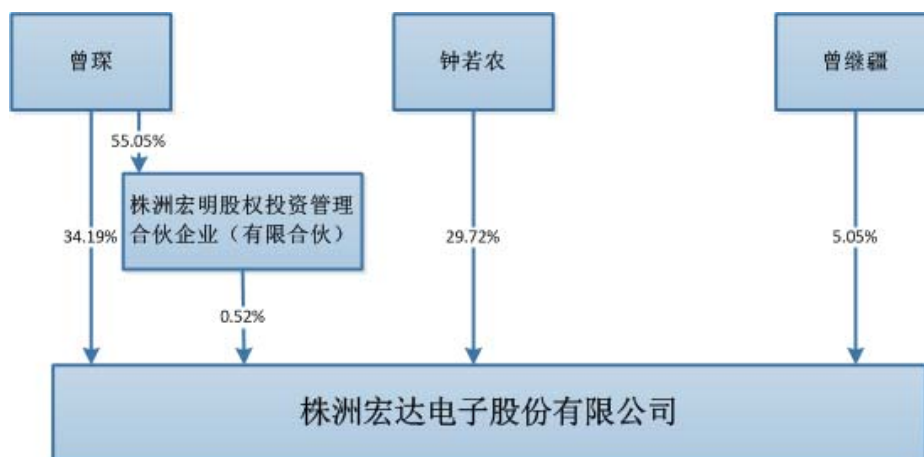 曾琛
钟若农
曾继疆
55.05%
株洲宏明股权投资管理
合伙企业（有限合伙）
34.19%
29.72%
5.05%
0.52%
株洲宏达电子股份有限公司